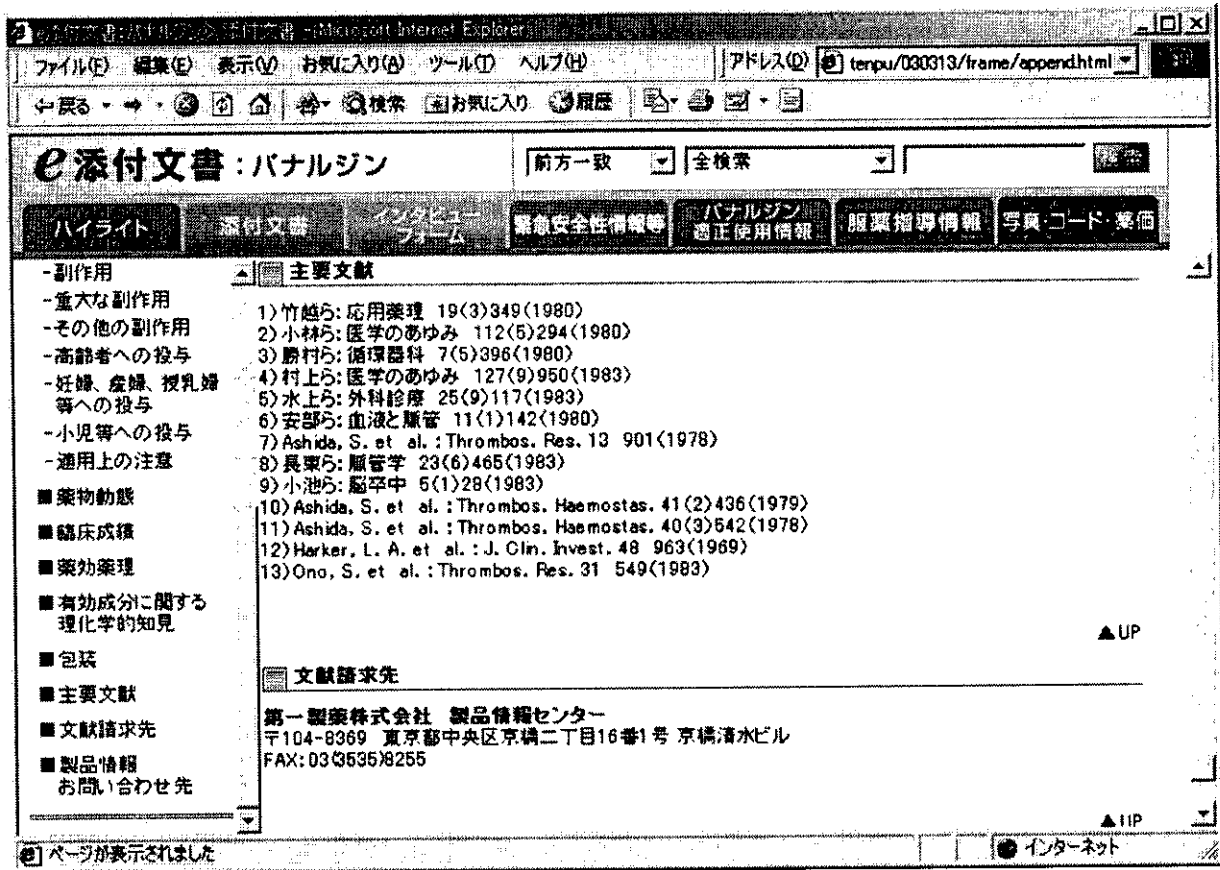 Microsoft Internet Explorer
ファイル(F) 編集(E) 表示(V) お気に入り(A) ツール(T) ヘルプ(H) アドレス(D) tenpu/030313/frame/append.html
戻る 検索 お気に入り 履歴
e添付文書:パナルジン 前方一致 全検索
ハイライト 添付文書 インタビューフォーム 緊急安全性情報等 パナルジン適正使用情報 服薬指導情報 写真・コード・薬価
-副作用
-重大な副作用
-その他の副作用
-高齢者への投与
-妊婦、産婦、授乳婦
等への投与
-小児等への投与
-適用上の注意
■薬物動態
■臨床成績
■薬効薬理
■有効成分に関する
理化学的知見
■包装
■主要文献
■文献請求先
■製品情報
お問い合わせ先
主要文献
1)竹越ら:応用薬理 19(3)349(1980)
2)小林ら:医学のあゆみ 112(5)294(1980)
3)勝村ら:循環器科 7(5)396(1980)
4)村上ら:医学のあゆみ 127(9)950(1983)
5)水上ら:外科診療 25(9)117(1983)
6)安部ら:血液と脈管 11(1)142(1980)
7)Ashida, S. et al. : Thrombos. Res. 13 901(1978)
8)長東ら:脈管学 23(6)465(1983)
9)小池ら:脳卒中 5(1)28(1983)
10)Ashida, S. et al. : Thrombos. Haemostas. 41(2)436(1979)
11)Ashida, S. et al. : Thrombos. Haemostas. 40(3)542(1978)
12)Harker, L. A. et al. : J. Clin. Invest. 48 963(1969)
13)Ono, S. et al. : Thrombos. Res. 31 549(1983)
▲UP
文献請求先
第一製薬株式会社 製品情報センター
〒104-8369 東京都中央区京橋二丁目16番1号 京橋清水ビル
FAX:03(3535)8255
▲UP
ページが表示されました インターネット